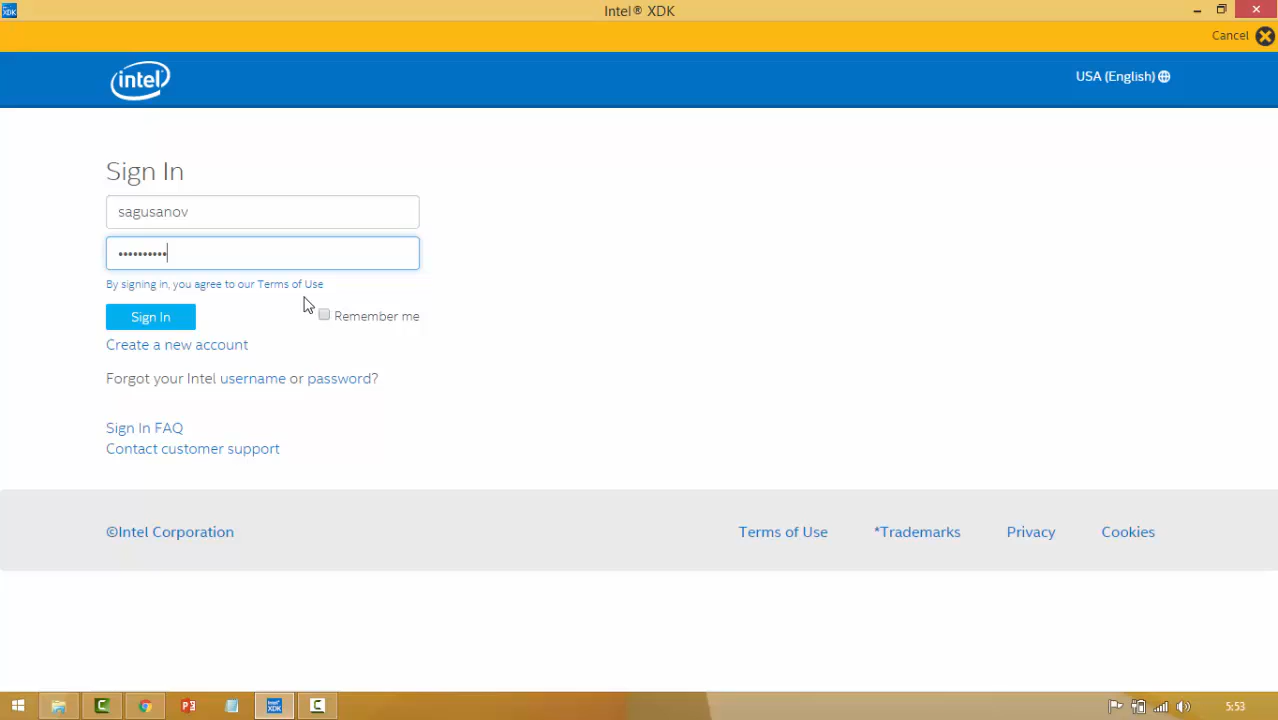 XDK
Intel® XDK
Cancel
intel
USA (English)
Sign In
sagusanov
••••••••••
By signing in, you agree to our Terms of Use
Sign In
Remember me
Create a new account
Forgot your Intel username or password?
Sign In FAQ
Contact customer support
©Intel Corporation
Terms of Use
*Trademarks
Privacy
Cookies
XDK
5:53